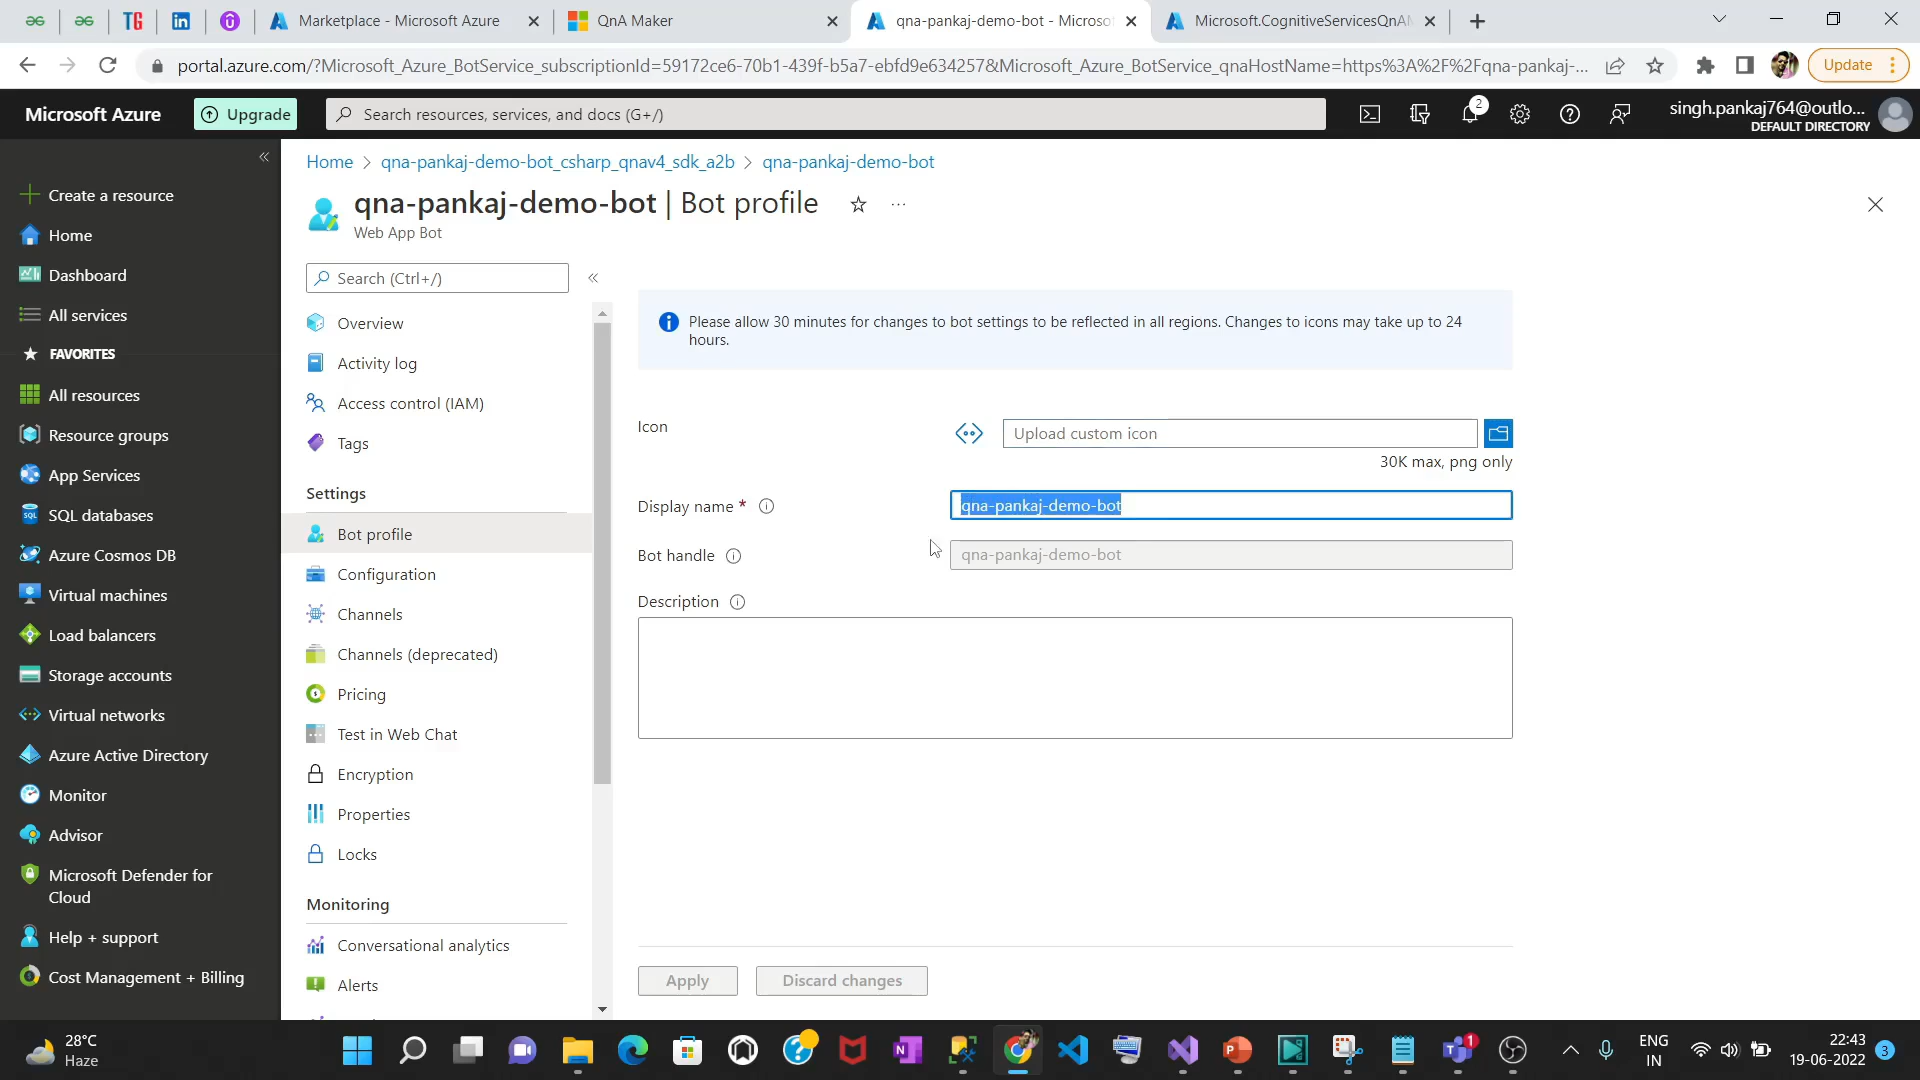 TG
Marketplace - Microsoft Azure
QnA Maker
qna-pankaj-demo-bot - Microso
Microsoft.CognitiveServicesQnAM
portal.azure.com/?Microsoft_Azure_BotService_subscriptionId=59172ce6-70b1-439f-b5a7-ebfd9e634257&Microsoft_Azure_BotService_qnaHostName=https%3A%2F%2Fqna-pankaj-...
Update
Microsoft Azure
Upgrade
Search resources, services, and docs (G+/)
2
singh.pankaj764@outlo...
DEFAULT DIRECTORY
Create a resource
Home
Dashboard
All services
FAVORITES
All resources
Resource groups
App Services
SQL databases
Azure Cosmos DB
Virtual machines
Load balancers
Storage accounts
Virtual networks
Azure Active Directory
Monitor
Advisor
Microsoft Defender for
Cloud
Help + support
Cost Management + Billing
Home > qna-pankaj-demo-bot_csharp_qnav4_sdk_a2b > qna-pankaj-demo-bot
qna-pankaj-demo-bot | Bot profile
Web App Bot
Search (Ctrl+/)
Overview
Activity log
Access control (IAM)
Tags
Settings
Bot profile
Configuration
Channels
Channels (deprecated)
Pricing
Test in Web Chat
Encryption
Properties
Locks
Monitoring
Conversational analytics
Alerts
Please allow 30 minutes for changes to bot settings to be reflected in all regions. Changes to icons may take up to 24
hours.
Icon
Upload custom icon
30K max, png only
Display name *
qna-pankaj-demo-bot
Bot handle
qna-pankaj-demo-bot
Description
Apply
Discard changes
28°C
Haze
1
ENG
IN
22:43
19-06-2022
3